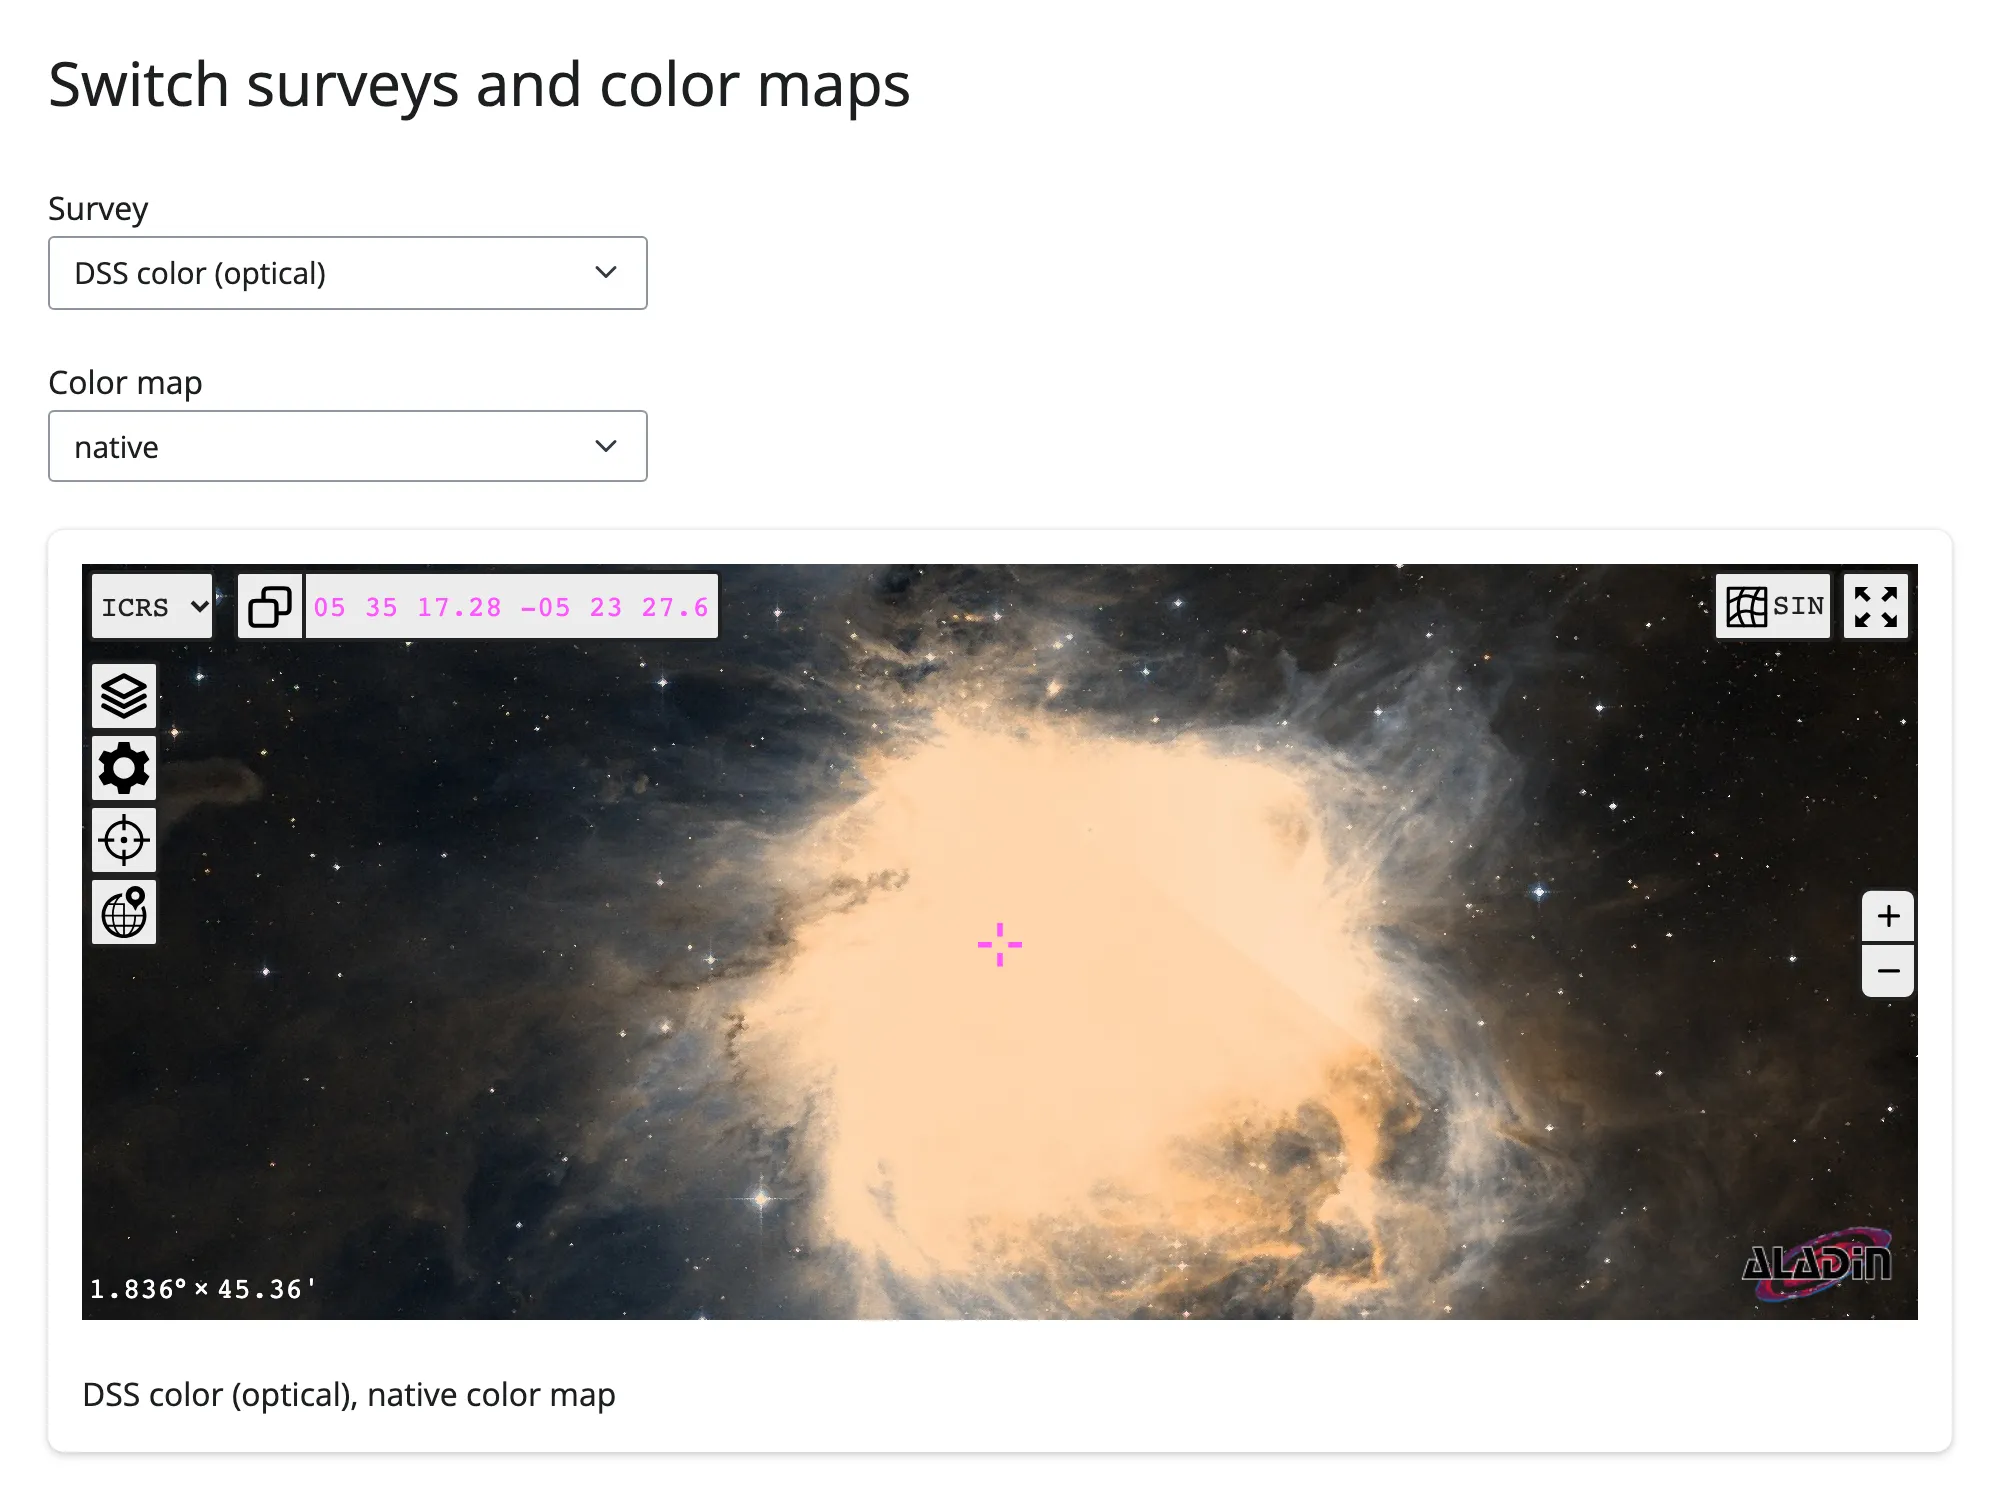 Switch surveys and color maps
Survey
DSS color (optical)
Color map
native
ICRS
05 35 17.28 -05 23 27.6
SIN
+
−
1.836° × 45.36'
ALADiN
DSS color (optical), native color map